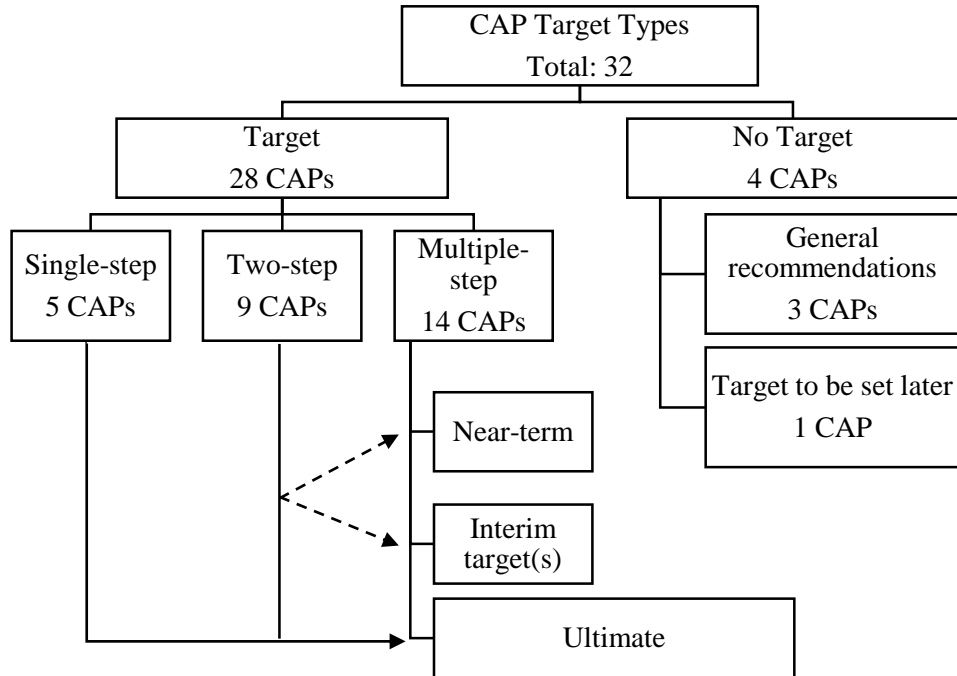 CAP Target Types
Total: 32
Target
28 CAPs
No Target
4 CAPs
Single-step
5 CAPs
Two-step
9 CAPs
Multiple-
step
14 CAPs
General
recommendations
3 CAPs
Target to be set later
1 CAP
Near-term
Interim
target(s)
Ultimate